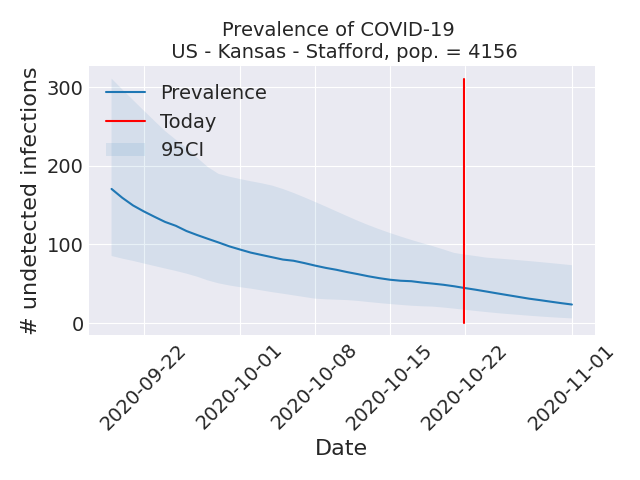 Prevalence of COVID-19
US - Kansas - Stafford, pop. = 4156
# undetected infections
300
200
100
0
Prevalence
Today
95CI
2020-09-22
2020-10-01
2020-10-08
2020-10-15
2020-10-22
2020-11-01
Date